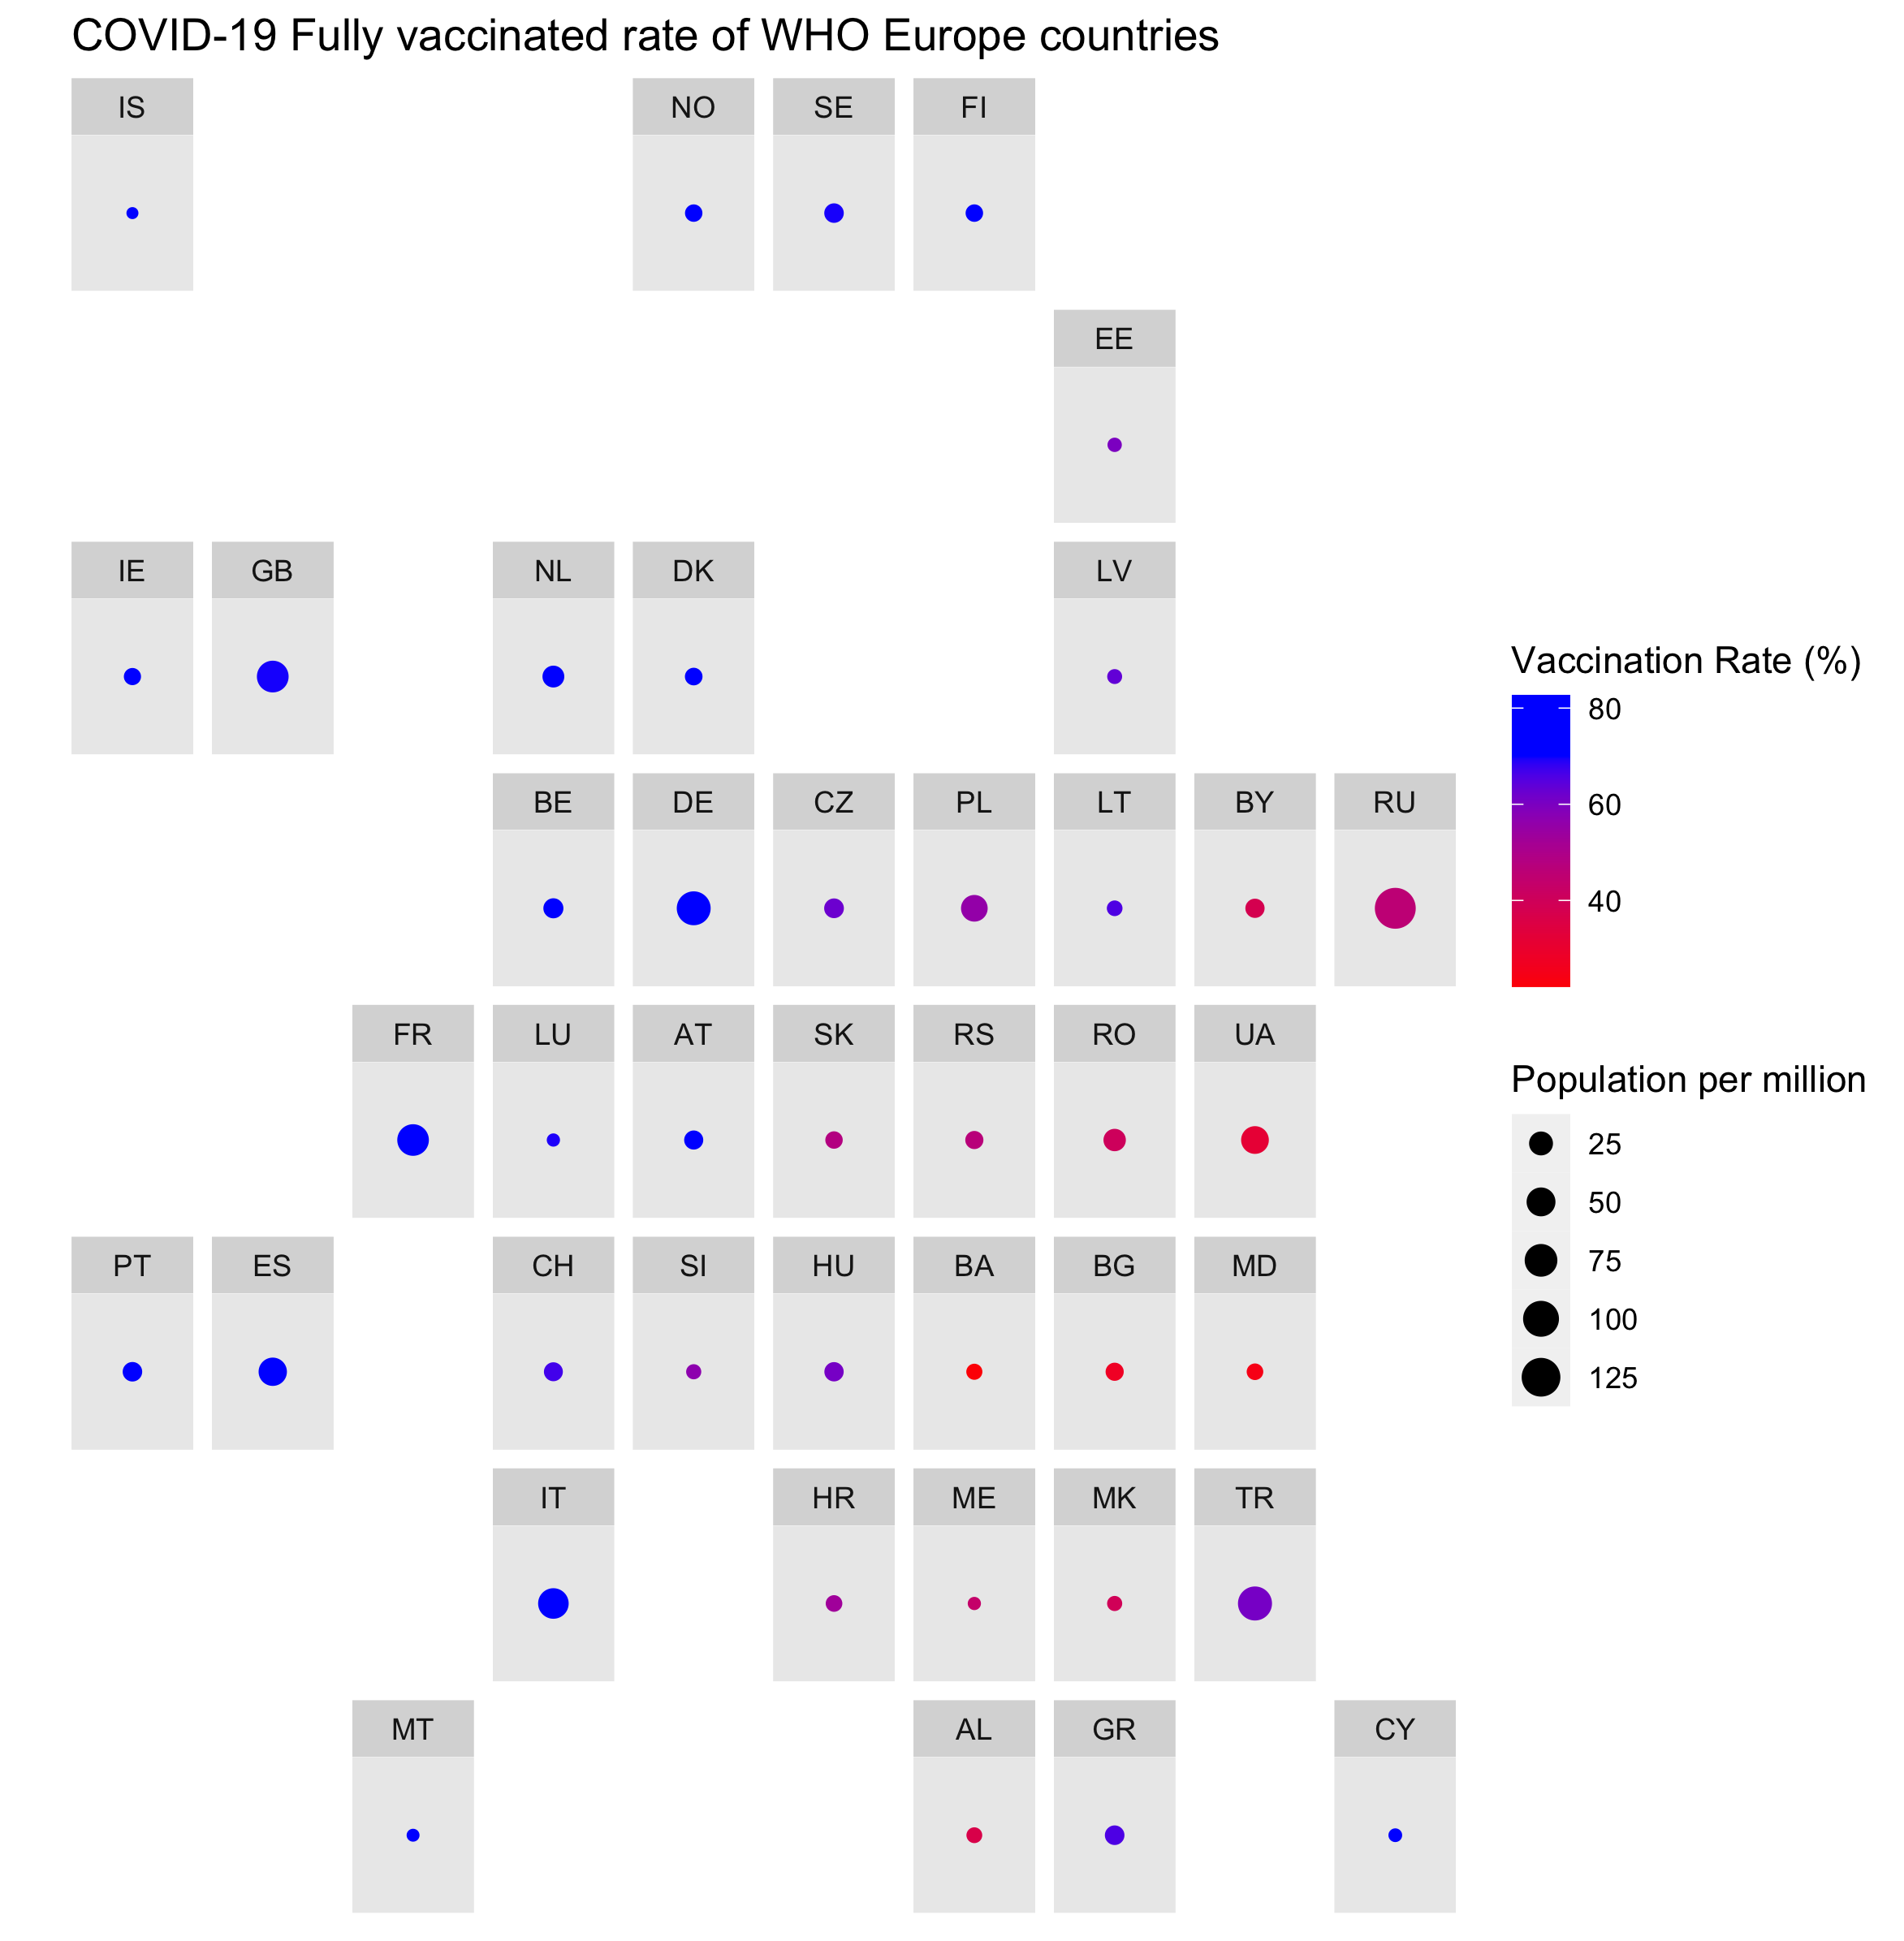 COVID-19 Fully vaccinated rate of WHO Europe countries
IS NO SE FI
EE
IE GB NL DK LV
BE DE CZ PL LT BY RU
FR LU AT SK RS RO UA
PT ES CH SI HU BA BG MD
IT HR ME MK TR
MT AL GR CY
Vaccination Rate (%)
80
60
40
Population per million
25
50
75
100
125